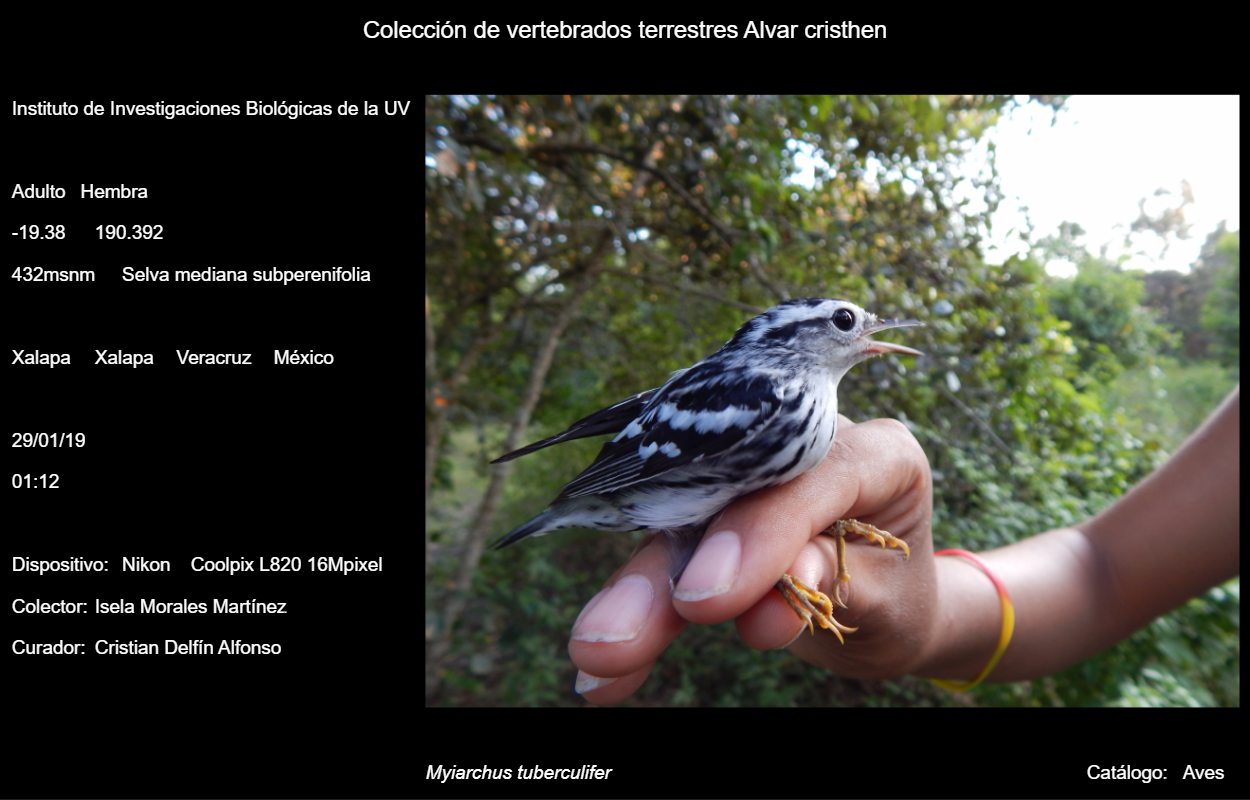 Colección de vertebrados terrestres Alvar cristhen
Instituto de Investigaciones Biológicas de la UV
Adulto Hembra
-19.38 190.392
432msnm Selva mediana subperenifolia
Xalapa Xalapa Veracruz México
29/01/19
01:12
Dispositivo: Nikon Coolpix L820 16Mpixel
Colector: Isela Morales Martínez
Curador: Cristian Delfín Alfonso
Myiarchus tuberculifer
Catálogo: Aves